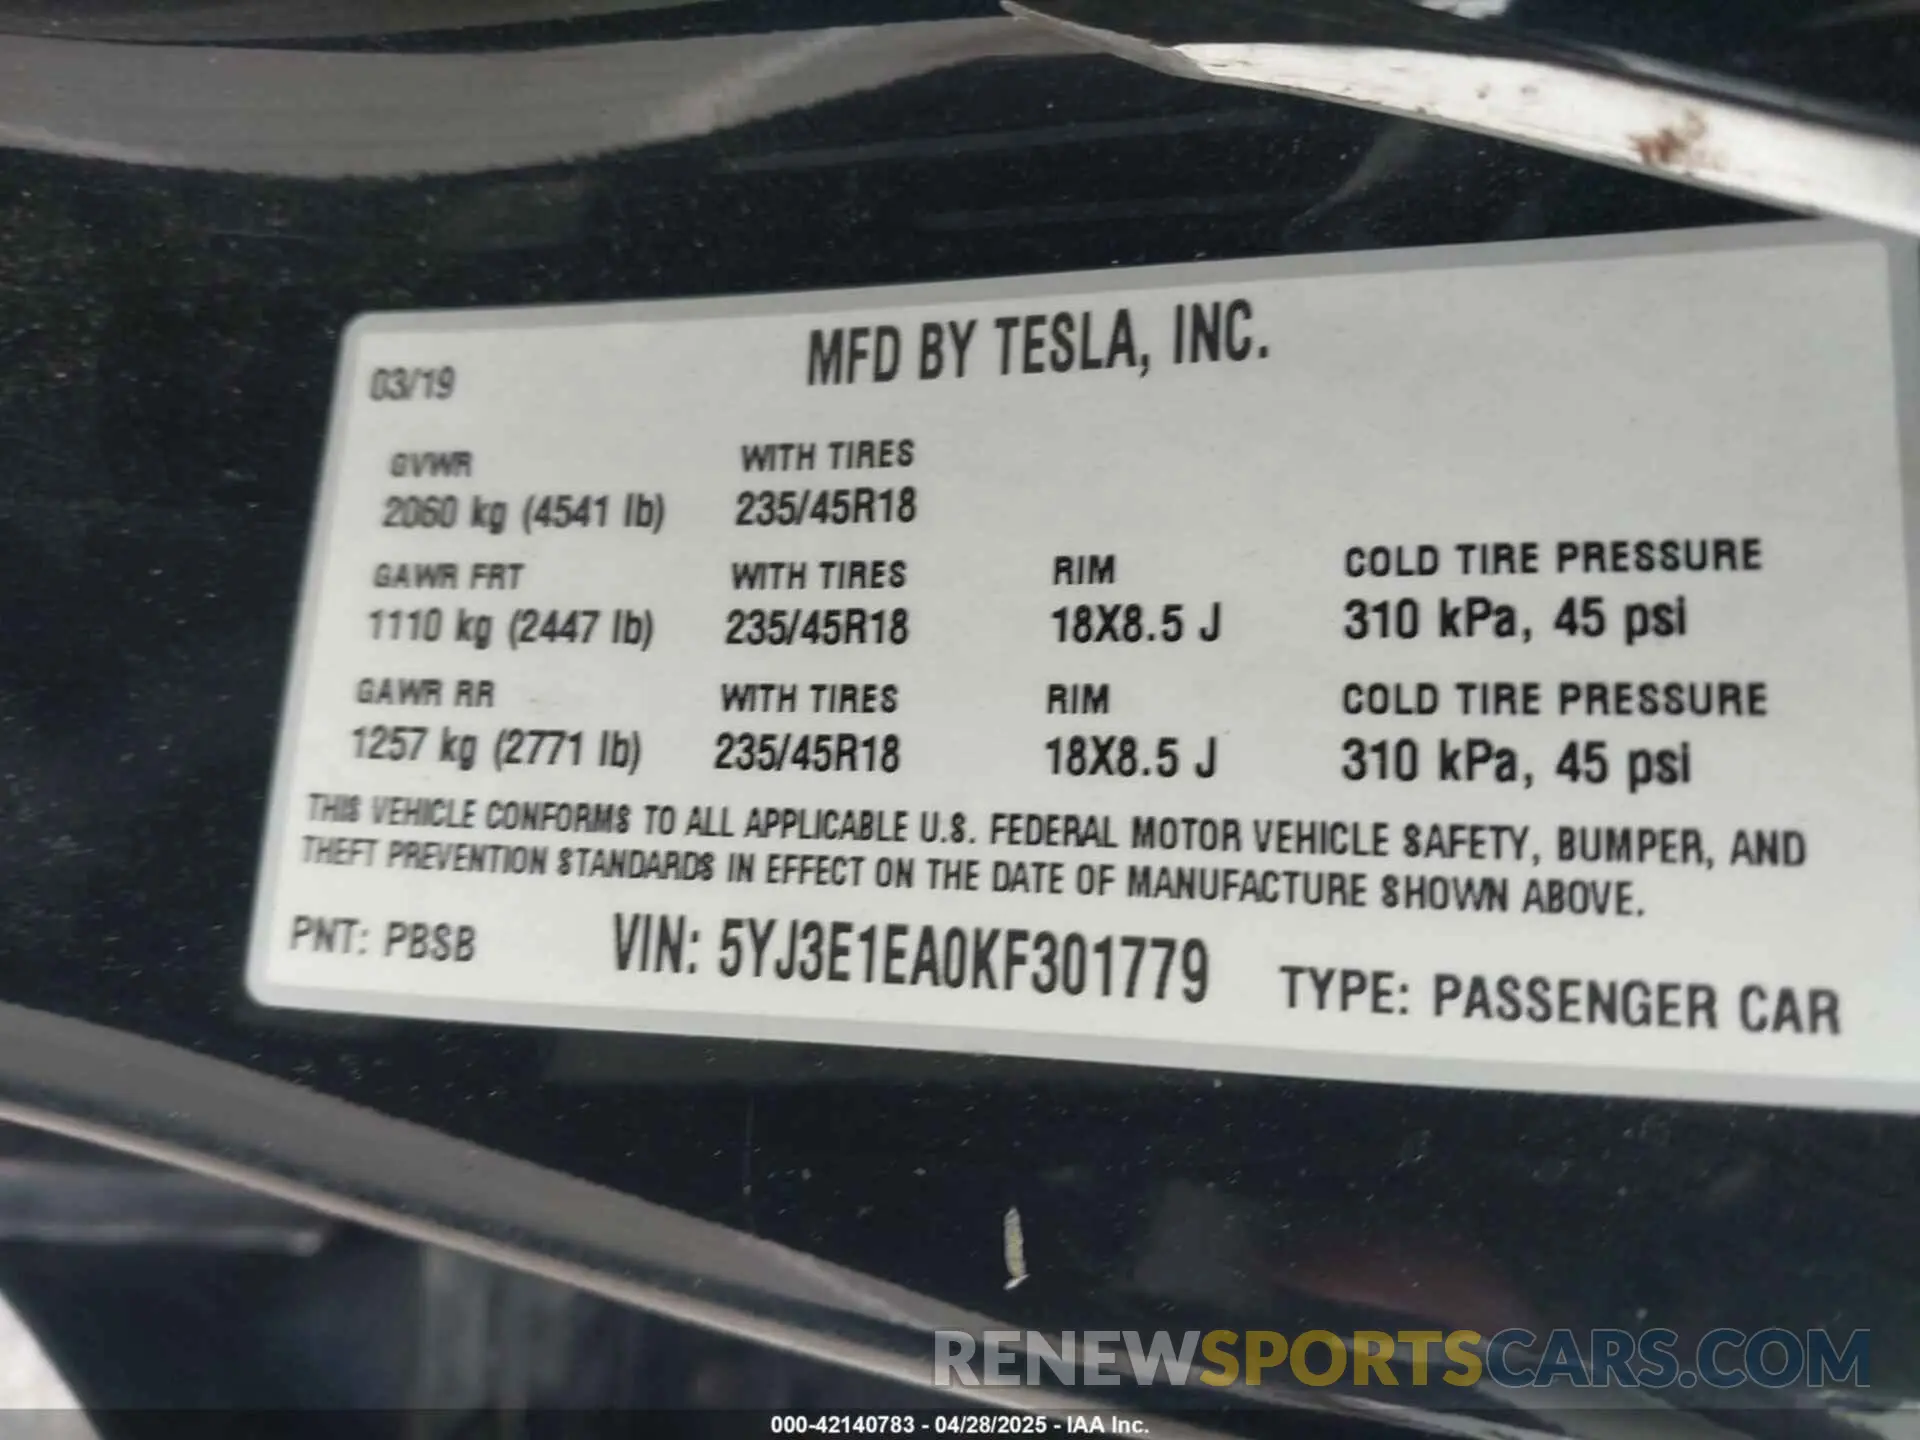 MFD BY TESLA, INC.
03/19
GVWR WITH TIRES
2060 kg (4541 lb) 235/45R18
GAWR FRT WITH TIRES RIM COLD TIRE PRESSURE
1110 kg (2447 lb) 235/45R18 18X8.5 J 310 kPa, 45 psi
GAWR RR WITH TIRES RIM COLD TIRE PRESSURE
1257 kg (2771 lb) 235/45R18 18X8.5 J 310 kPa, 45 psi
THIS VEHICLE CONFORMS TO ALL APPLICABLE U.S. FEDERAL MOTOR VEHICLE SAFETY, BUMPER, AND
THEFT PREVENTION STANDARDS IN EFFECT ON THE DATE OF MANUFACTURE SHOWN ABOVE.
PNT: PBSB VIN: 5YJ3E1EA0KF301779 TYPE: PASSENGER CAR
RENEWSPORTSCARS.COM
000-42140783 - 04/28/2025 - IAA Inc.